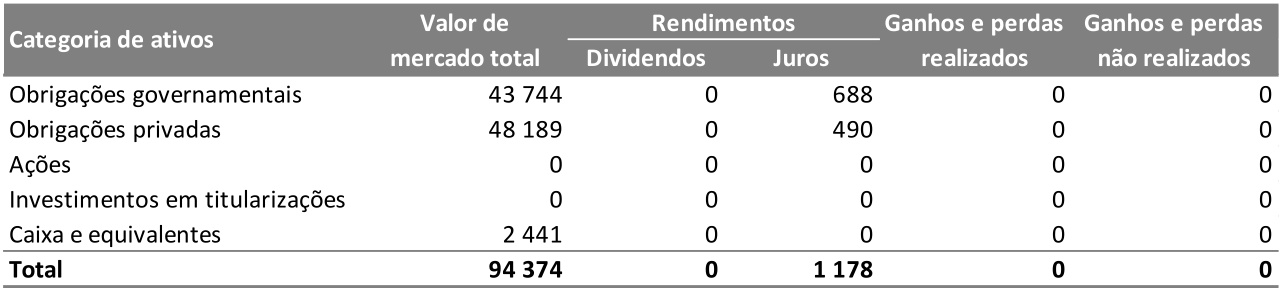 Categoria de ativos Valor de mercado total Rendimentos Ganhos e perdas realizados Ganhos e perdas não realizados
Dividendos Juros
Obrigações governamentais 43 744 0 688 0 0
Obrigações privadas 48 189 0 490 0 0
Ações 0 0 0 0 0
Investimentos em titularizações 0 0 0 0 0
Caixa e equivalentes 2 441 0 0 0 0
Total 94 374 0 1 178 0 0